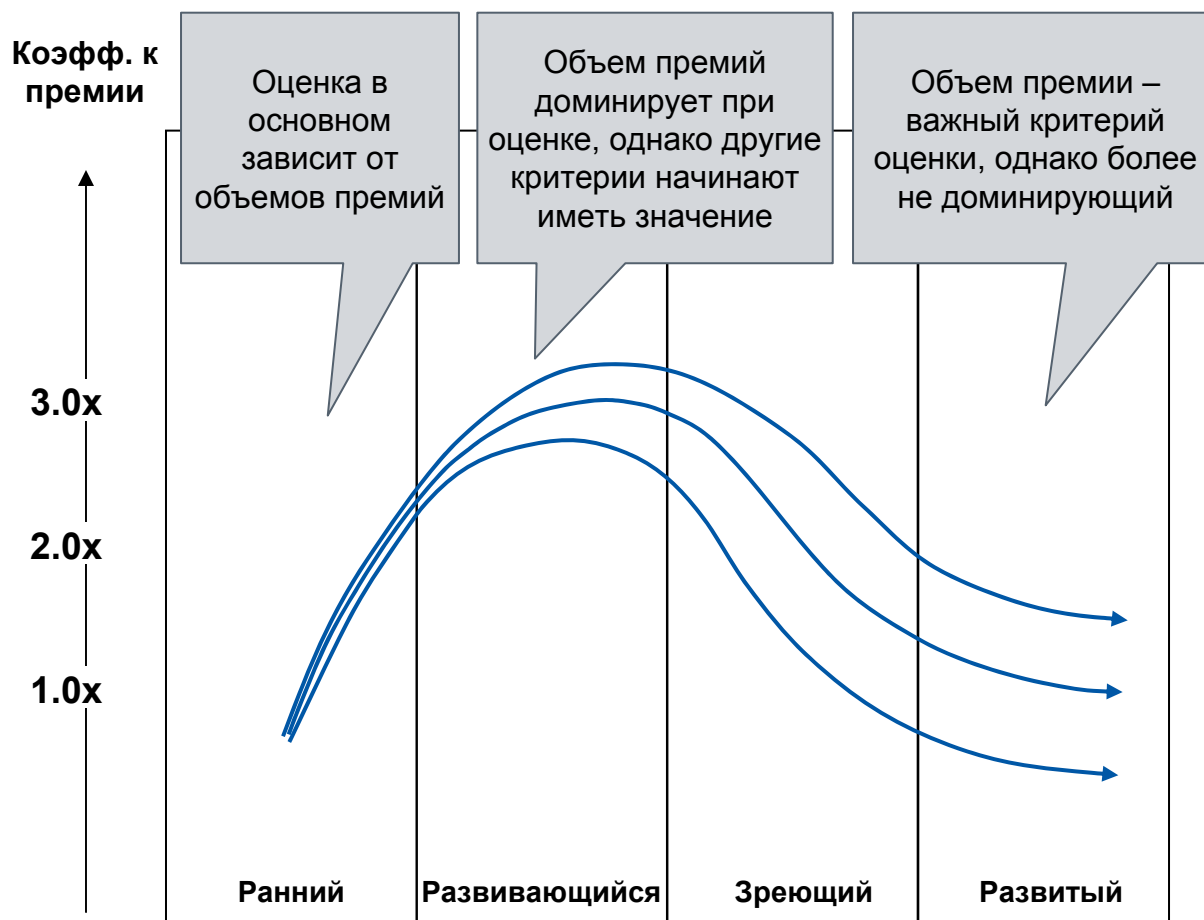 Коэфф. к
премии
Оценка в
основном
зависит от
объемов премий
Объем премий
доминирует при
оценке, однако другие
критерии начинают
иметь значение
Объем премии –
важный критерий
оценки, однако более
не доминирующий
3.0x
2.0x
1.0x
Ранний
Развивающийся
Зреющий
Развитый